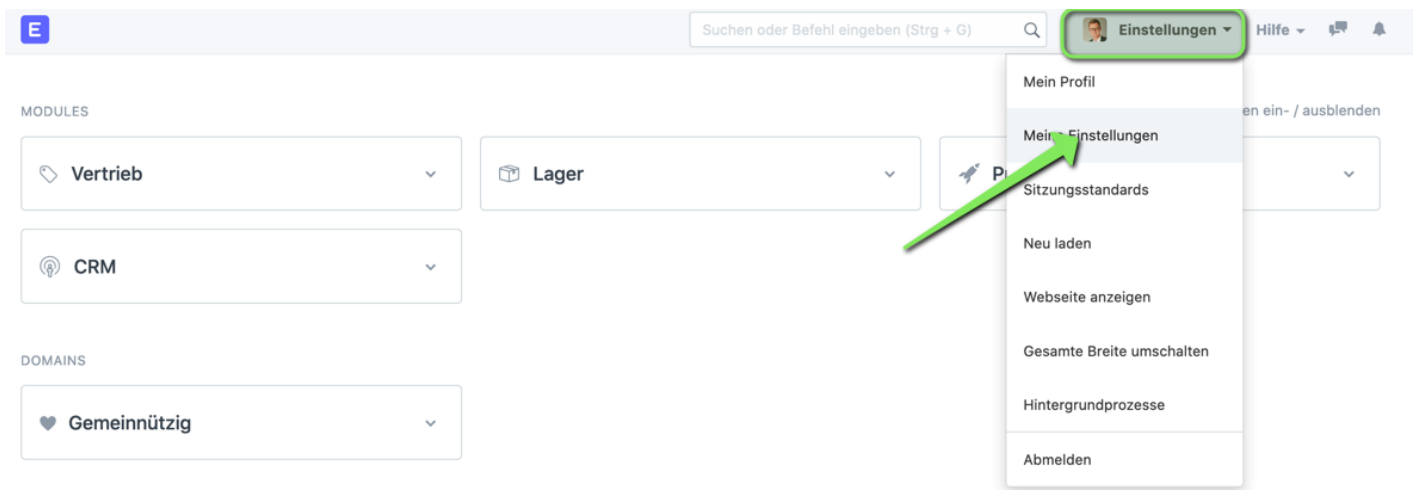 E
Suchen oder Befehl eingeben (Strg + G)
Einstellungen
Hilfe
Mein Profil
MODULES
en ein- / ausblenden
Meine Einstellungen
Vertrieb
Lager
P
Sitzungsstandards
Neu laden
CRM
Webseite anzeigen
Gesamte Breite umschalten
DOMAINS
Hintergrundprozesse
Gemeinnützig
Abmelden